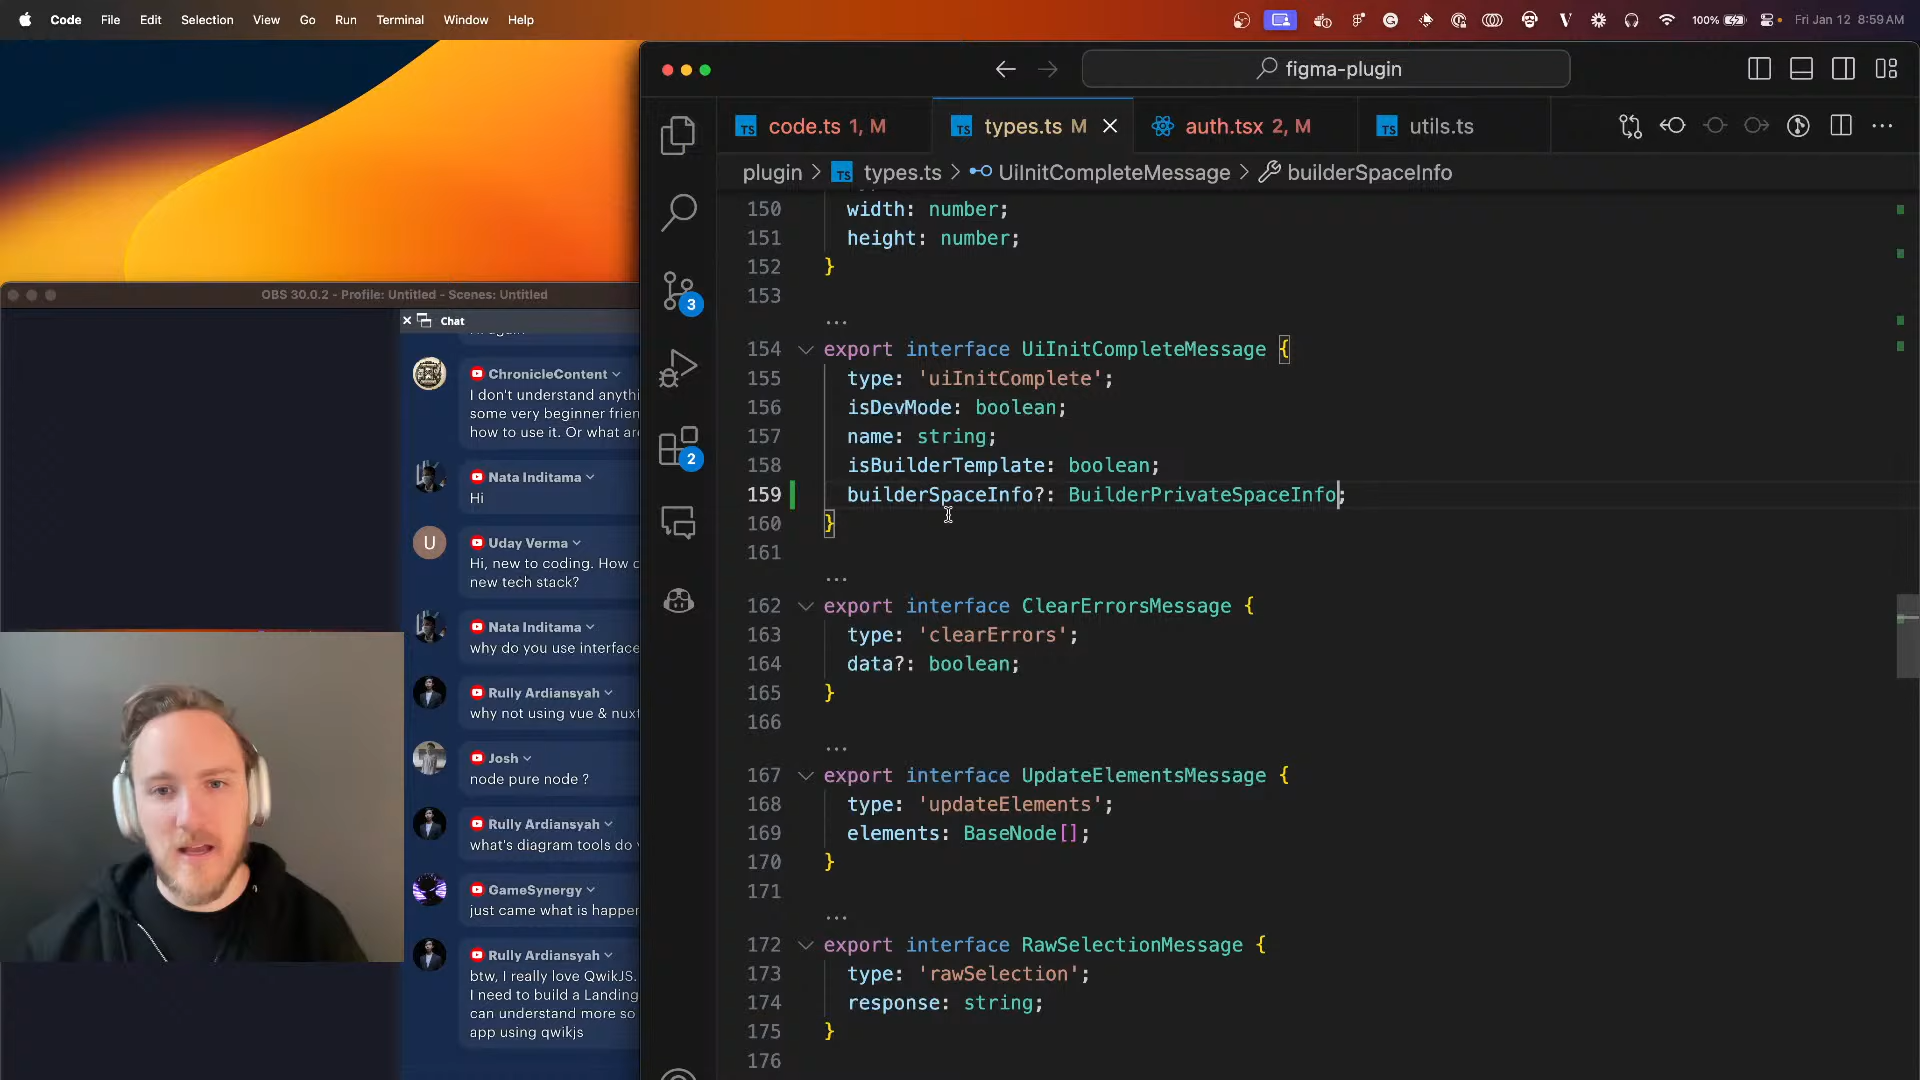 Code File Edit Selection View Go Run Terminal Window Help
100% Fri Jan 12 8:59 AM
figma-plugin
TS code.ts 1, M TS types.ts M auth.tsx 2, M TS utils.ts
plugin > TS types.ts > UiInitCompleteMessage > builderSpaceInfo
150 width: number;
151 height: number;
152 }
153
...
154 export interface UiInitCompleteMessage {
155 type: 'uiInitComplete';
156 isDevMode: boolean;
157 name: string;
158 isBuilderTemplate: boolean;
159 builderSpaceInfo?: BuilderPrivateSpaceInfo;
160 }
161
...
162 export interface ClearErrorsMessage {
163 type: 'clearErrors';
164 data?: boolean;
165 }
166
...
167 export interface UpdateElementsMessage {
168 type: 'updateElements';
169 elements: BaseNode[];
170 }
171
...
172 export interface RawSelectionMessage {
173 type: 'rawSelection';
174 response: string;
175 }
176
3
2
OBS 30.0.2 - Profile: Untitled - Scenes: Untitled
Chat
ChronicleContent
I don't understand anythi
some very beginner frien
how to use it. Or what are
Nata Inditama
Hi
U Uday Verma
Hi, new to coding. How
new tech stack?
Nata Inditama
why do you use interface
Rully Ardiansyah
why not using vue & nuxt
Josh
node pure node ?
Rully Ardiansyah
what's diagram tools do
GameSynergy
just came what is happen
Rully Ardiansyah
btw, I really love QwikJS.
I need to build a Landing
can understand more so
app using qwikjs